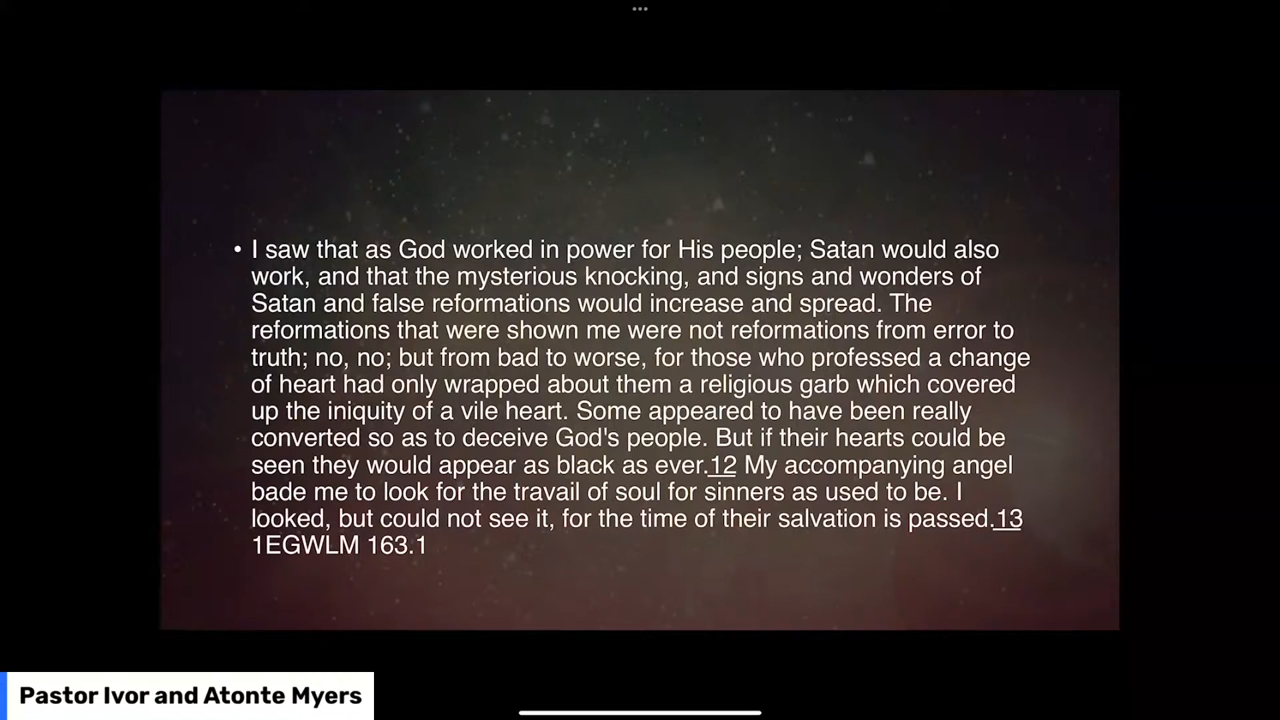 • I saw that as God worked in power for His people; Satan would also
work, and that the mysterious knocking, and signs and wonders of
Satan and false reformations would increase and spread. The
reformations that were shown me were not reformations from error to
truth; no, no; but from bad to worse, for those who professed a change
of heart had only wrapped about them a religious garb which covered
up the iniquity of a vile heart. Some appeared to have been really
converted so as to deceive God's people. But if their hearts could be
seen they would appear as black as ever.12 My accompanying angel
bade me to look for the travail of soul for sinners as used to be. I
looked, but could not see it, for the time of their salvation is passed.13
1EGWLM 163.1
Pastor Ivor and Atonte Myers